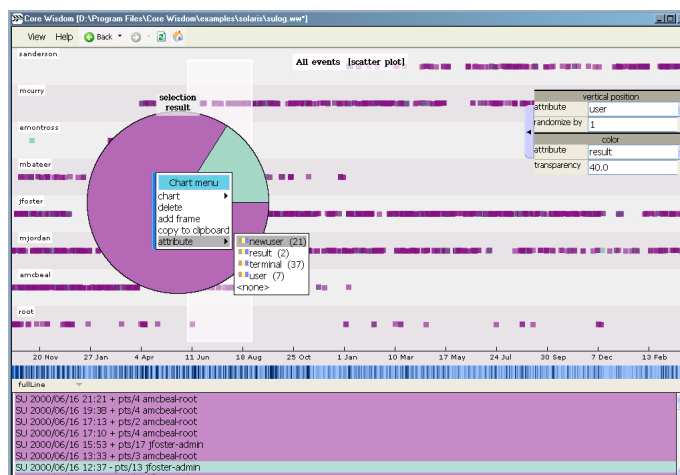 Core Wisdom [D:\Program Files\Core Wisdom\examples\solaris\sulog.ww*]
View Help Back
sanderson
All events [scatter plot]
mcurry
selection
result
vertical position
attribute user
randomize by 1
color
attribute result
transparency 40.0
emontross
mbateer
Chart menu
chart
delete
add frame
copy to clipboard
attribute
jfoster
mjordan
newuser (21)
result (2)
terminal (37)
user (7)
<none>
amcbeal
root
20 Nov 27 Jan 4 Apr 11 Jun 18 Aug 25 Oct 1 Jan 10 Mar 17 May 24 Jul 30 Sep 7 Dec 13 Feb
fullLine
SU 2000/06/16 21:21 + pts/4 amcbeal-root
SU 2000/06/16 19:38 + pts/4 amcbeal-root
SU 2000/06/16 17:13 + pts/2 amcbeal-root
SU 2000/06/16 17:10 + pts/4 amcbeal-root
SU 2000/06/16 15:53 + pts/17 jfoster-admin
SU 2000/06/16 13:33 + pts/3 amcbeal-root
SU 2000/06/16 12:37 - pts/13 jfoster-admin